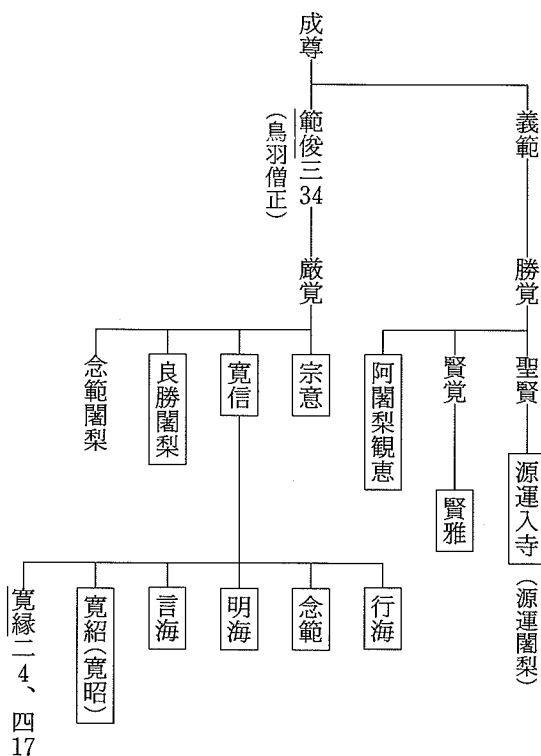 成尊
義範
勝覚
聖賢
源運入寺
(源運闍梨)
賢覚
賢雅
阿闍梨観恵
範俊三34
(鳥羽僧正)
厳覚
宗意
寛信
行海
念範
明海
言海
寛紹(寛昭)
寛縁二4、四17
良勝闍梨
念範闍梨